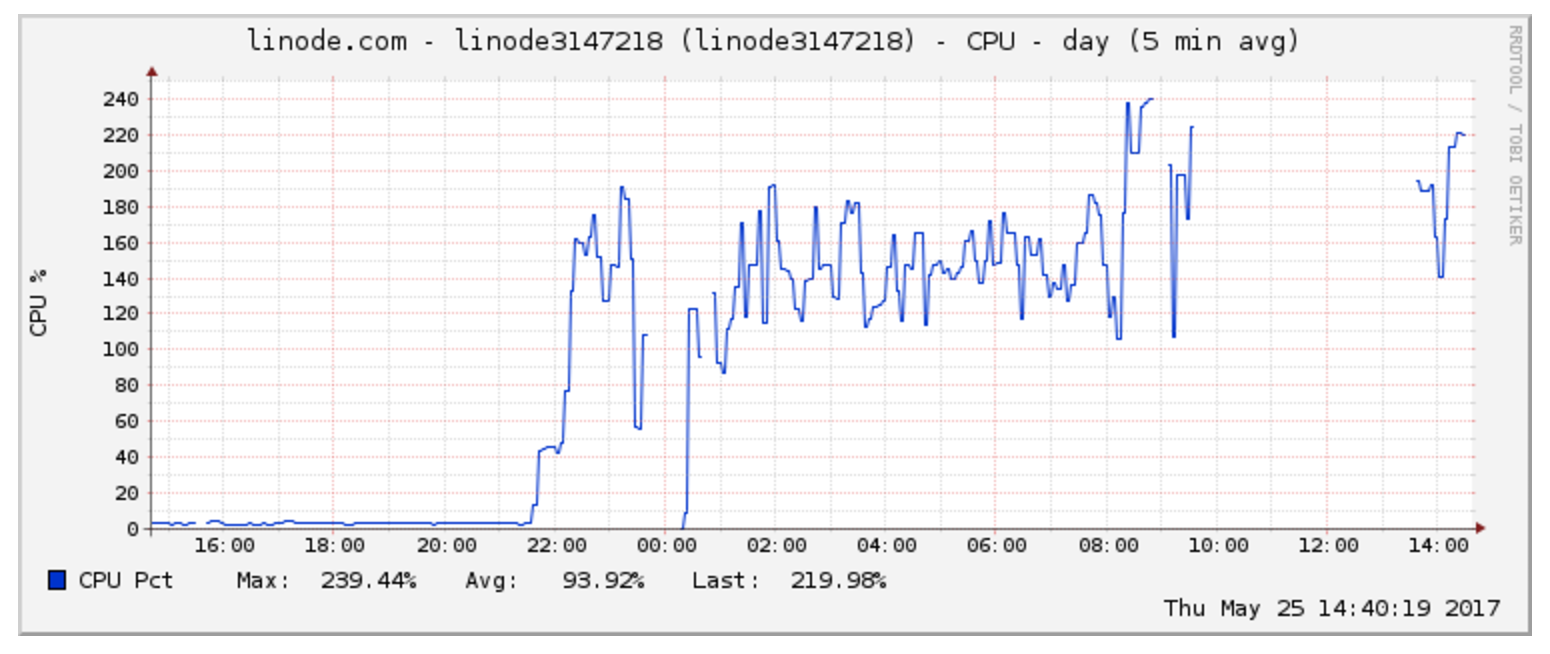 linode.com - linode3147218 (linode3147218) - CPU - day (5 min avg)
RRDTOOL / TOBI OETIKER
CPU %
240
220
200
180
160
140
120
100
80
60
40
20
0
16:00 18:00 20:00 22:00 00:00 02:00 04:00 06:00 08:00 10:00 12:00 14:00
CPU Pct Max: 239.44% Avg: 93.92% Last: 219.98%
Thu May 25 14:40:19 2017